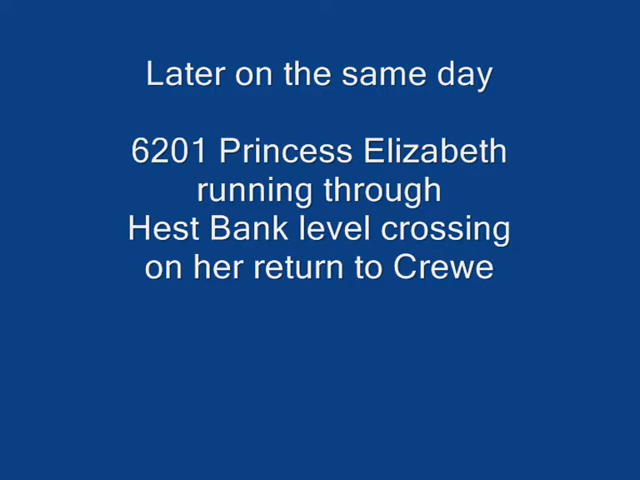 Later on the same day
6201 Princess Elizabeth
running through
Hest Bank level crossing
on her return to Crewe